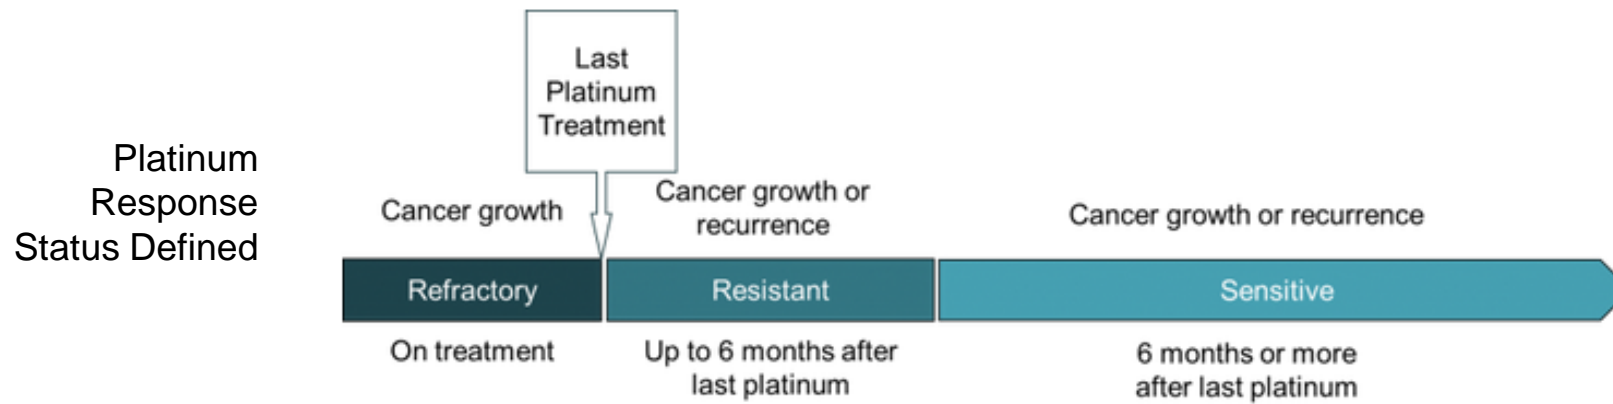 Platinum
Response
Status Defined
Last
Platinum
Treatment
Cancer growth
Cancer growth or
recurrence
Cancer growth or recurrence
Refractory
Resistant
Sensitive
On treatment
Up to 6 months after
last platinum
6 months or more
after last platinum